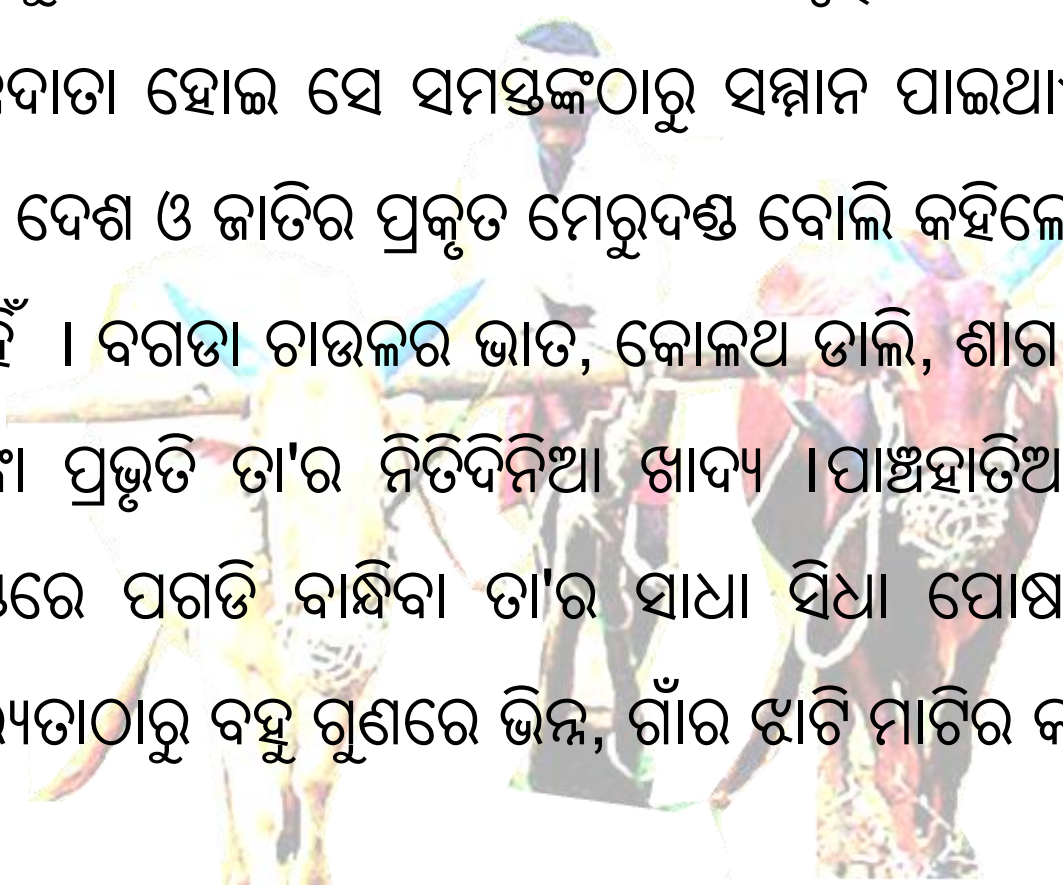 ଦାତା ହୋଇ ସେ ସମସ୍ତଙ୍କଠାରୁ ସମ୍ମାନ ପାଇଥା
ଦେଶ ଓ ଜାତିର ପ୍ରକୃତ ମେରୁଦଣ୍ଡ ବୋଲି କହିଲେ
। ବଗଡା ଚାଉଳର ଭାତ, କୋଳଥ ଡାଲି, ଶାଗ
ପ୍ରଭୃତି ତା'ର ନିତିଦିନିଆ ଖାଦ୍ୟ ।ପାଞ୍ଚହାତିଆ
ରେ ପଗଡି ବାନ୍ଧିବା ତା'ର ସାଧା ସିଧା ପୋଷ
ତାଠାରୁ ବହୁ ଗୁଣରେ ଭିନ୍ନ, ଗାଁର ଝାଟି ମାଟିର